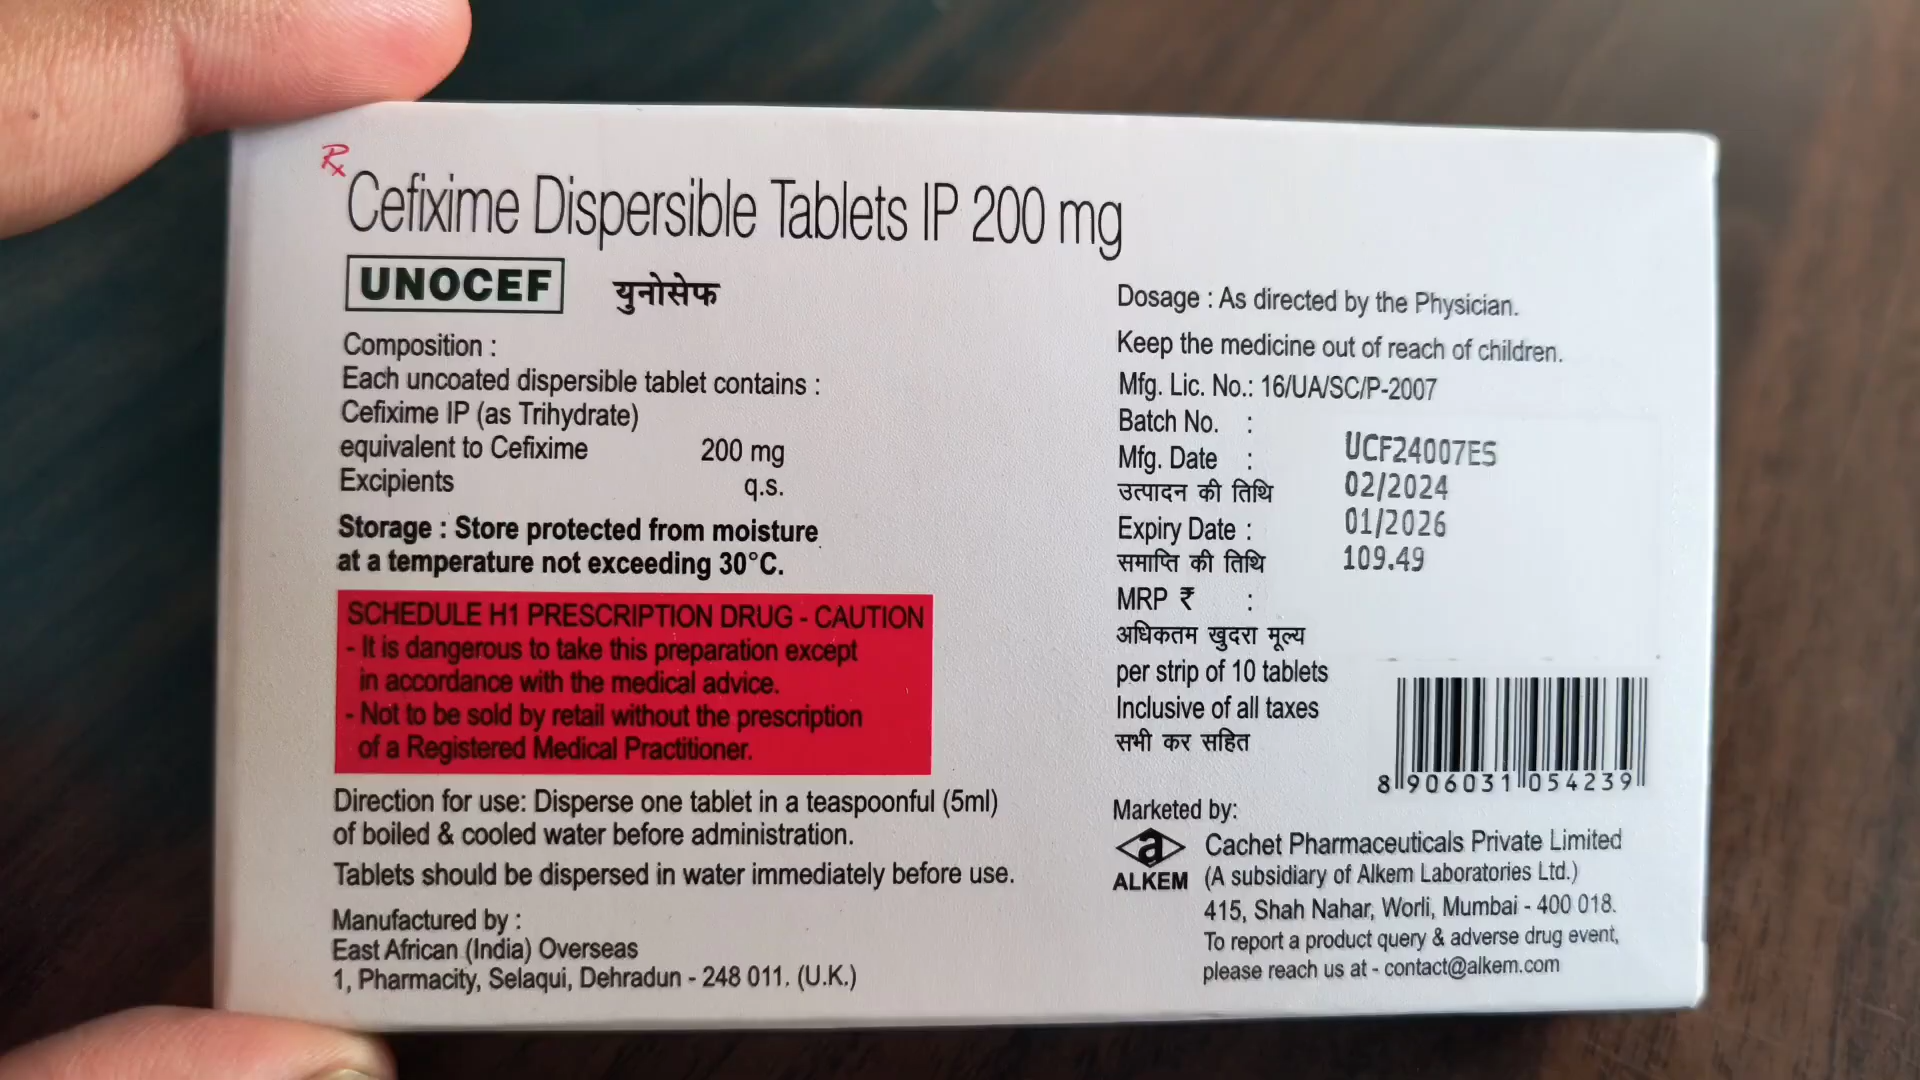 Rx
Cefixime Dispersible Tablets IP 200 mg
UNOCEF युनोसेफ
Composition :
Each uncoated dispersible tablet contains :
Cefixime IP (as Trihydrate)
equivalent to Cefixime 200 mg
Excipients q.s.
Storage : Store protected from moisture
at a temperature not exceeding 30°C.
SCHEDULE H1 PRESCRIPTION DRUG - CAUTION
- It is dangerous to take this preparation except
in accordance with the medical advice.
- Not to be sold by retail without the prescription
of a Registered Medical Practitioner.
Direction for use: Disperse one tablet in a teaspoonful (5ml)
of boiled & cooled water before administration.
Tablets should be dispersed in water immediately before use.
Manufactured by :
East African (India) Overseas
1, Pharmacity, Selaqui, Dehradun - 248 011. (U.K.)
Dosage : As directed by the Physician.
Keep the medicine out of reach of children.
Mfg. Lic. No.: 16/UA/SC/P-2007
Batch No. :
UCF24007ES
Mfg. Date :
उत्पादन की तिथि
02/2024
Expiry Date :
01/2026
समाप्ति की तिथि
109.49
MRP ₹ :
अधिकतम खुदरा मूल्य
per strip of 10 tablets
Inclusive of all taxes
सभी कर सहित
8 906031 054239
Marketed by:
a
ALKEM
Cachet Pharmaceuticals Private Limited
(A subsidiary of Alkem Laboratories Ltd.)
415, Shah Nahar, Worli, Mumbai - 400 018.
To report a product query & adverse drug event,
please reach us at - contact@alkem.com